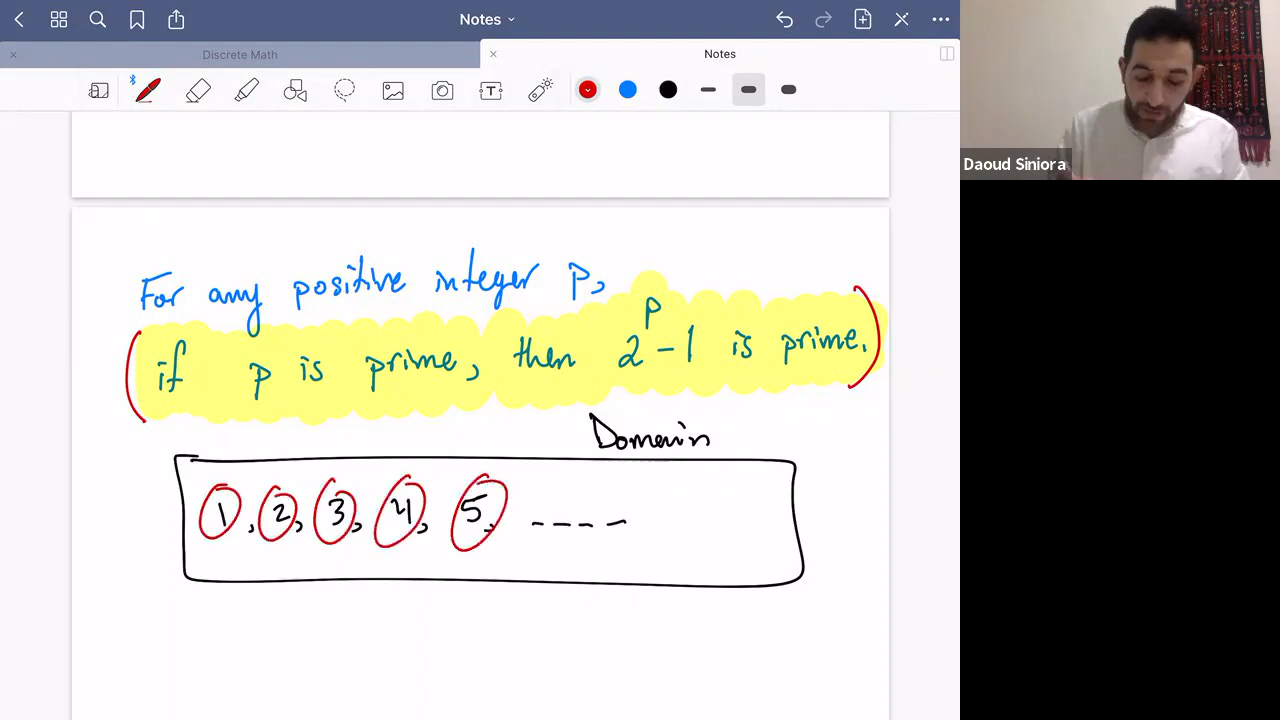 Notes
Discrete Math
Notes
T
Daoud Siniora
For any positive integer p,
(if p is prime, then 2^p - 1 is prime.)
Domain
1, 2, 3, 4, 5, ----